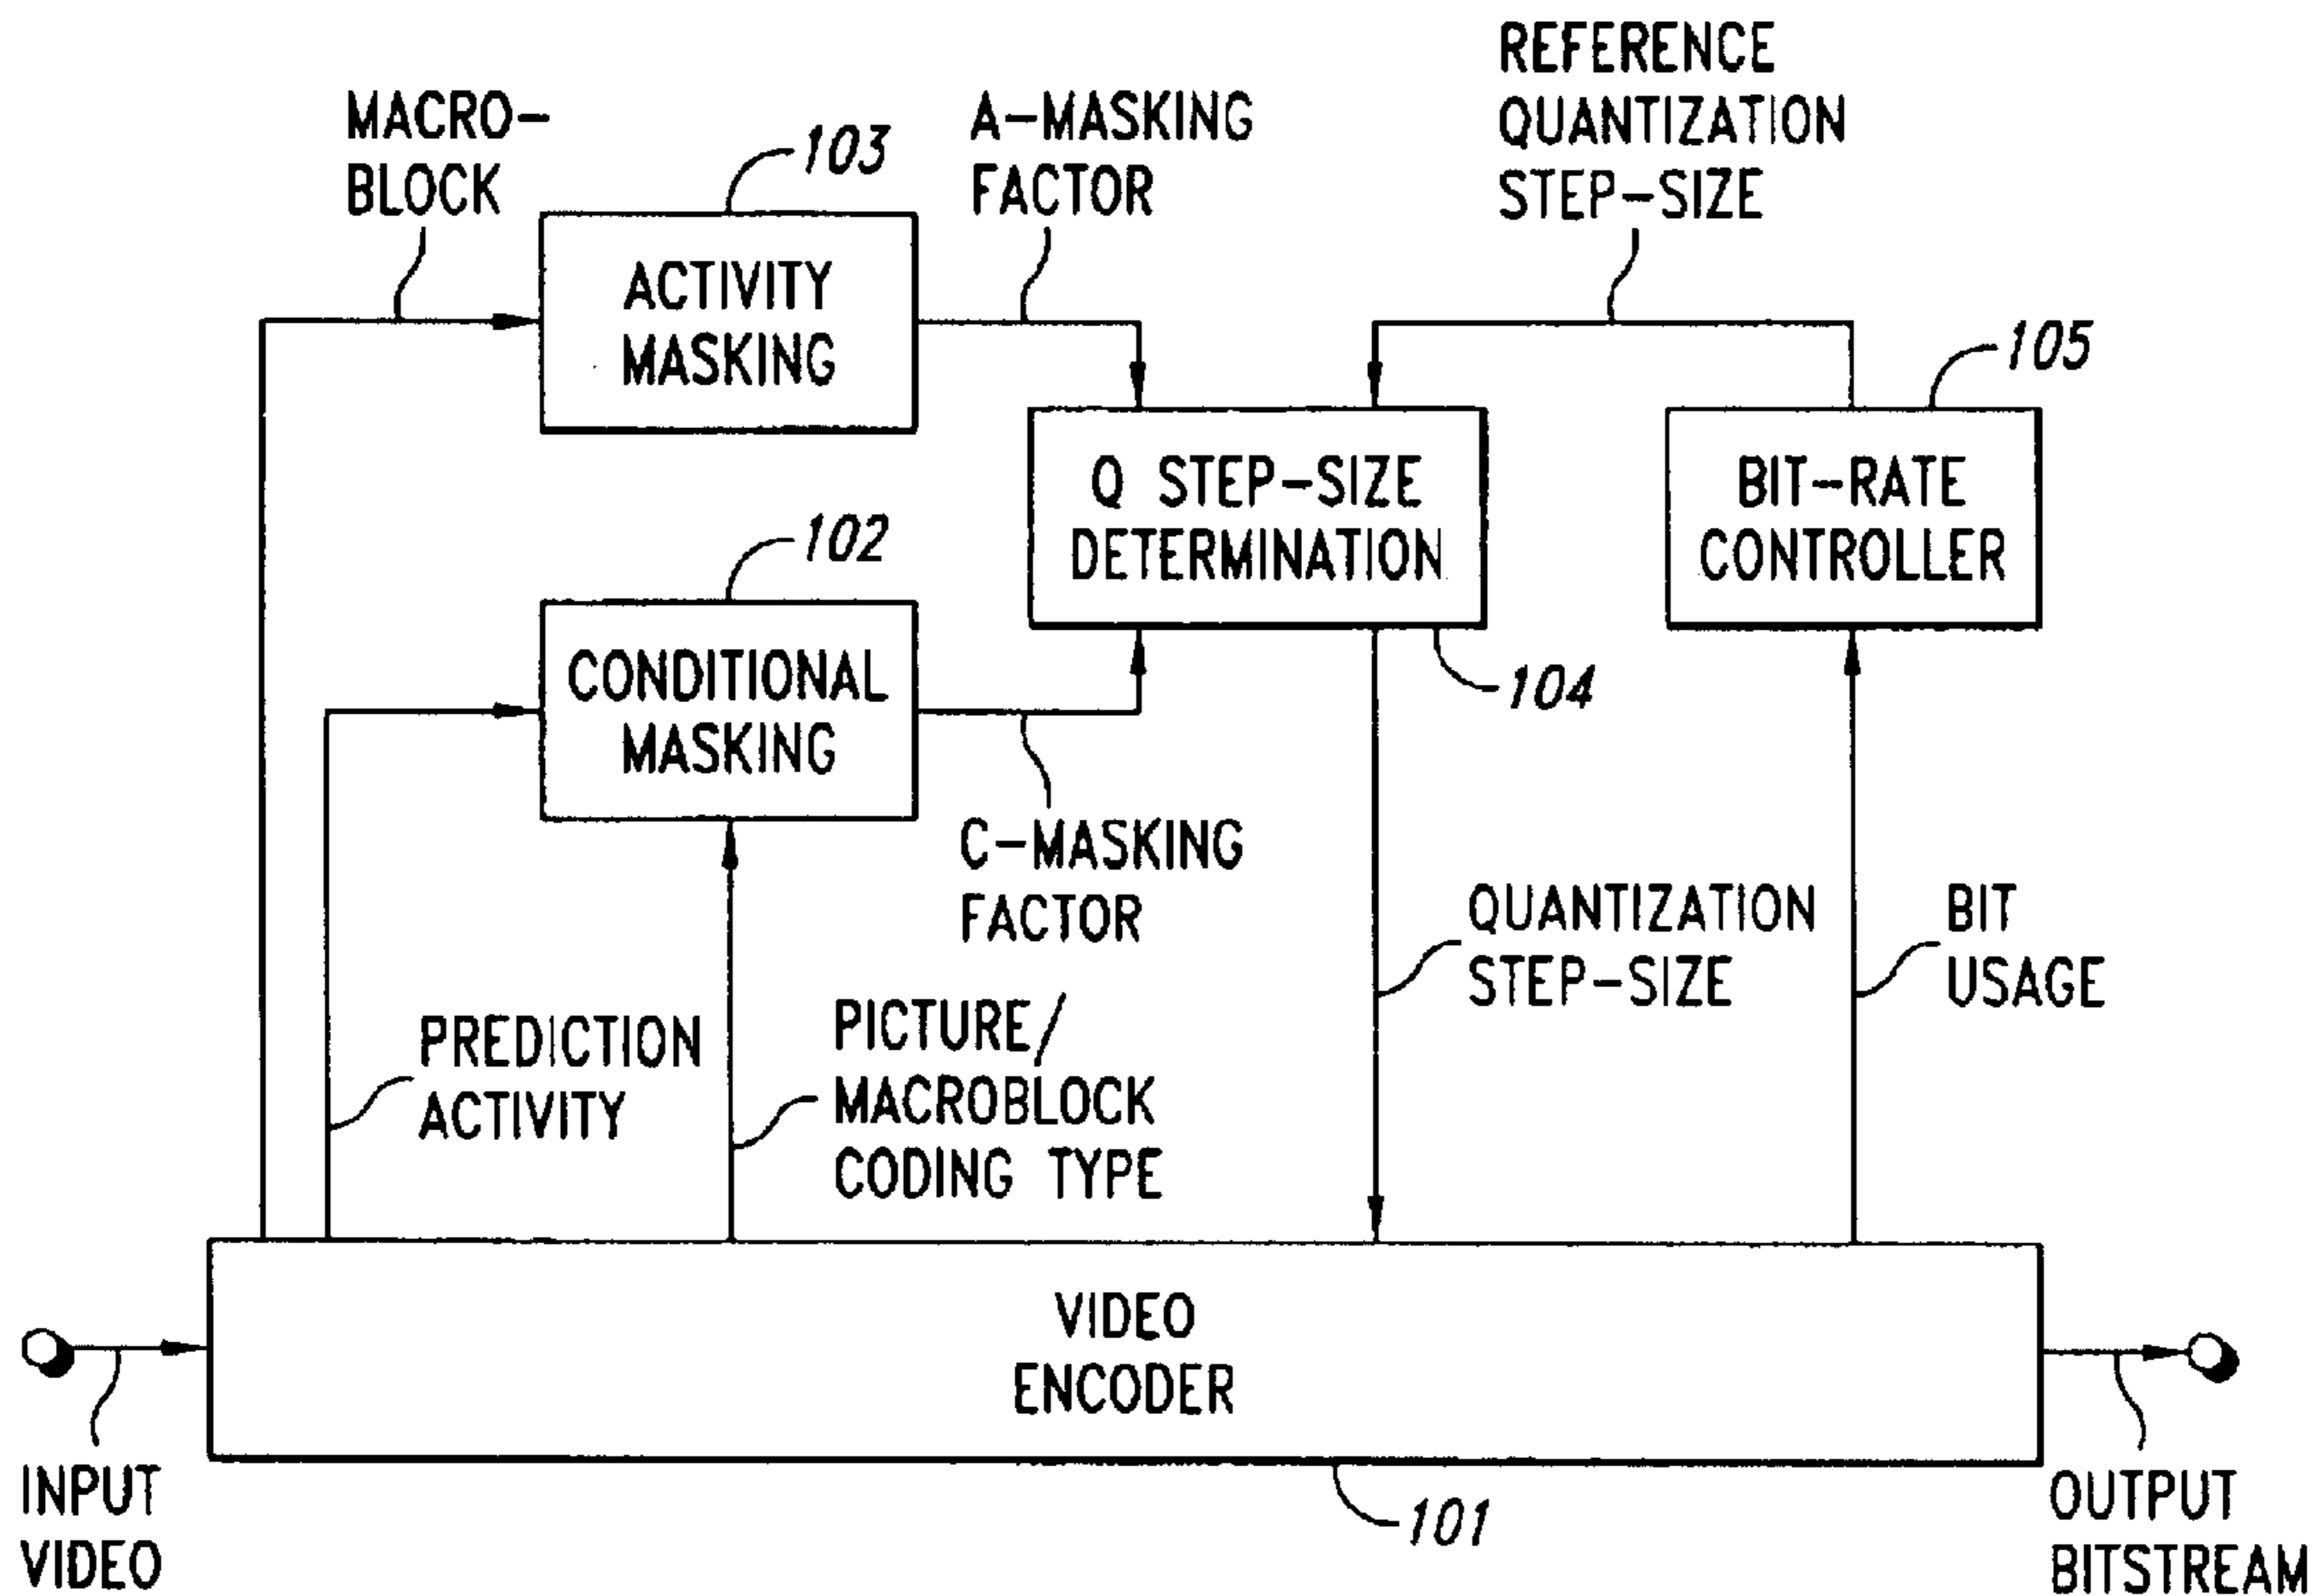 REFERENCE
QUANTIZATION
STEP-SIZE
MACRO-
BLOCK
103
A-MASKING
FACTOR
ACTIVITY
MASKING
105
Q STEP-SIZE
DETERMINATION
BIT-RATE
CONTROLLER
102
CONDITIONAL
MASKING
104
C-MASKING
FACTOR
QUANTIZATION
STEP-SIZE
BIT
USAGE
PREDICTION
ACTIVITY
PICTURE/
MACROBLOCK
CODING TYPE
VIDEO
ENCODER
INPUT
VIDEO
101
OUTPUT
BITSTREAM